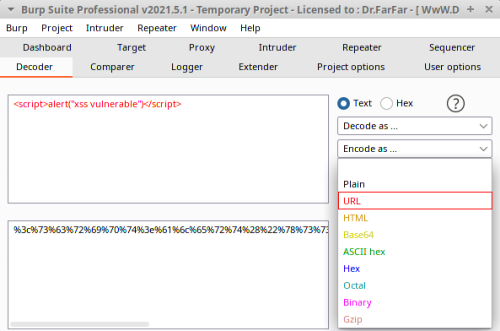 Burp Suite Professional v2021.5.1 - Temporary Project - Licensed to : Dr.FarFar - [ WwW.D
Burp Project Intruder Repeater Window Help
Dashboard Target Proxy Intruder Repeater Sequencer
Decoder Comparer Logger Extender Project options User options
<script>alert("xss vulnerable")</script>
Text Hex ?
Decode as ...
Encode as ...
Plain
URL
HTML
Base64
ASCII hex
Hex
Octal
Binary
Gzip
%3c%73%63%72%69%70%74%3e%61%6c%65%72%74%28%22%78%73%73